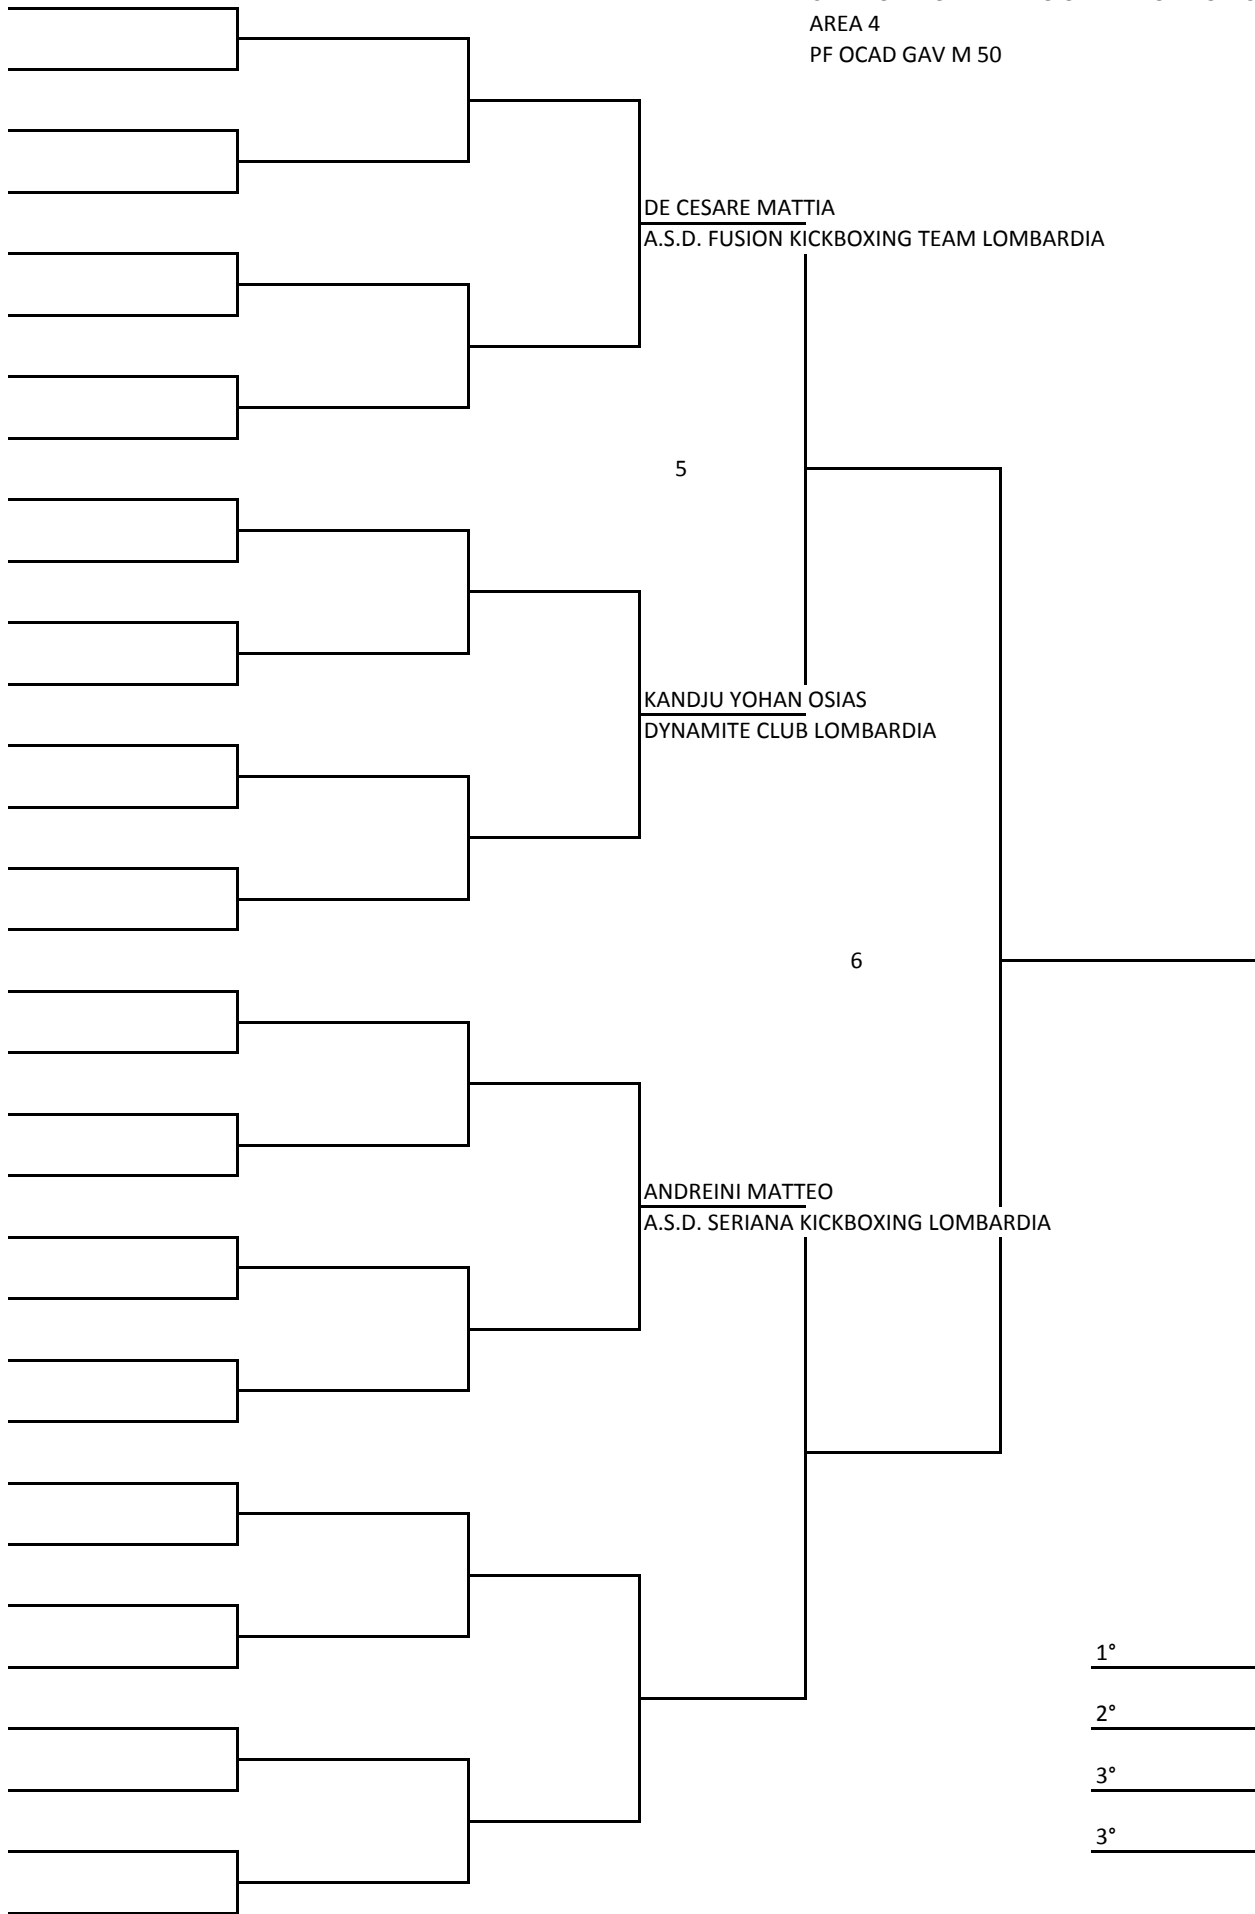 AREA 4
PF OCAD GAV M 50
DE CESARE MATTIA
A.S.D. FUSION KICKBOXING TEAM LOMBARDIA
5
KANDJU YOHAN OSIAS
DYNAMITE CLUB LOMBARDIA
6
ANDREINI MATTEO
A.S.D. SERIANA KICKBOXING LOMBARDIA
1°
2°
3°
3°